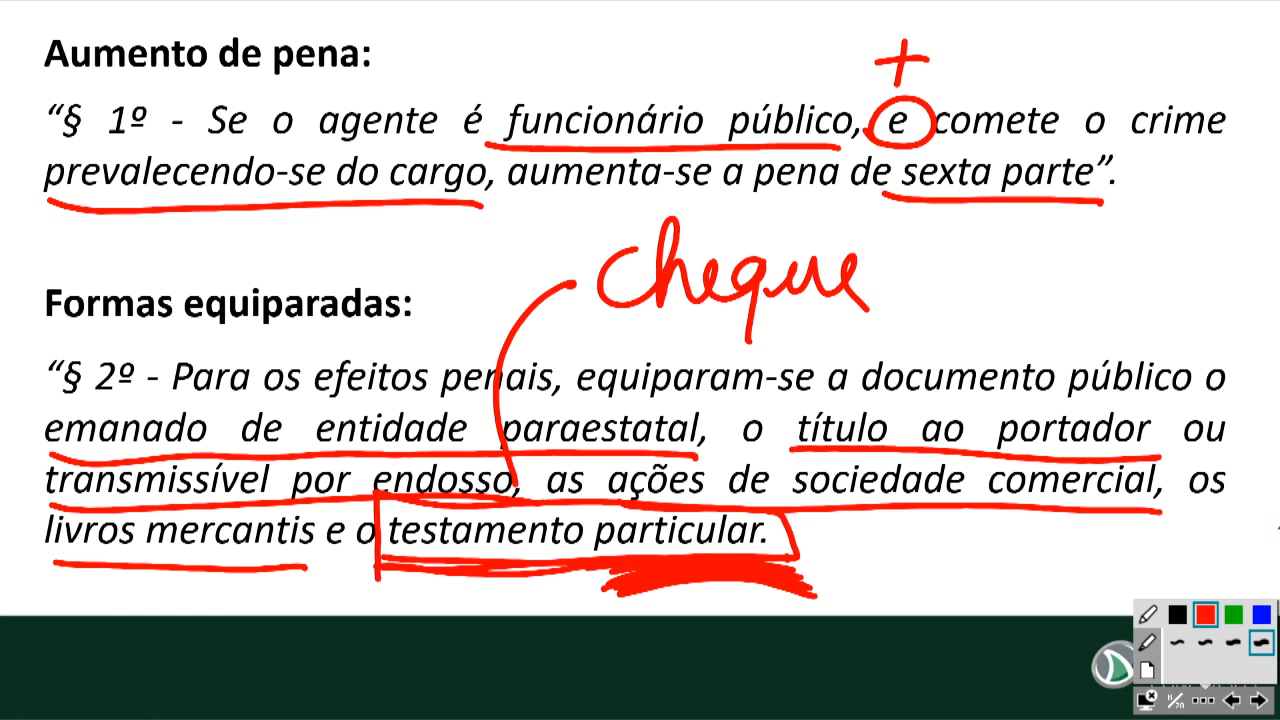 Aumento de pena:
+
“§ 1º - Se o agente é funcionário público, e comete o crime
prevalecendo-se do cargo, aumenta-se a pena de sexta parte”.
cheque
Formas equiparadas:
“§ 2º - Para os efeitos penais, equiparam-se a documento público o
emanado de entidade paraestatal, o título ao portador ou
transmissível por endosso, as ações de sociedade comercial, os
livros mercantis e o testamento particular.